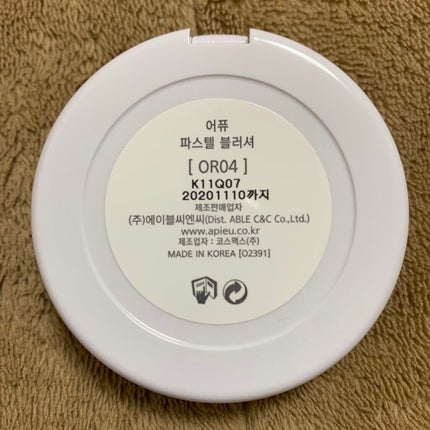 어퓨
파스텔 블러셔
[ OR04 ]
K11Q07
20201110까지
제조판매업자
(주)에이블씨엔씨(Dist. ABLE C&C Co.,Ltd.)
www.apieu.co.kr
제조업자 : 코스맥스(주)
MADE IN KOREA [O2391]